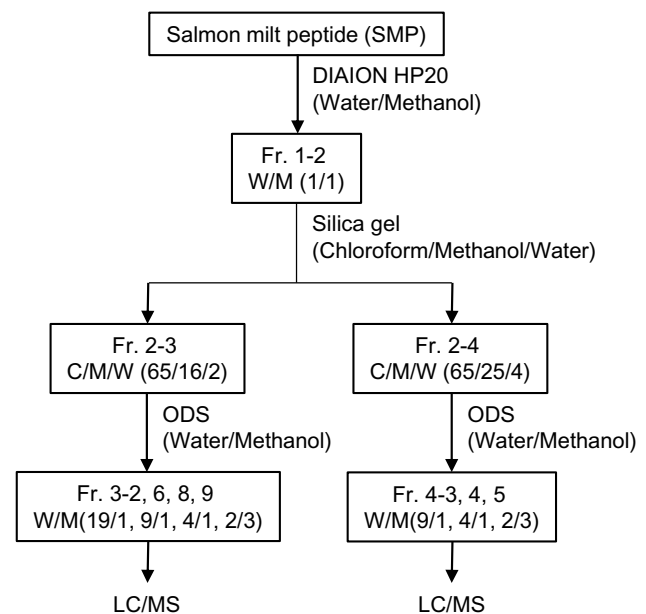 Salmon milt peptide (SMP)
DIAION HP20
(Water/Methanol)
Fr. 1-2
W/M (1/1)
Silica gel
(Chloroform/Methanol/Water)
Fr. 2-3
C/M/W (65/16/2)
Fr. 2-4
C/M/W (65/25/4)
ODS
(Water/Methanol)
ODS
(Water/Methanol)
Fr. 3-2, 6, 8, 9
W/M(19/1, 9/1, 4/1, 2/3)
Fr. 4-3, 4, 5
W/M(9/1, 4/1, 2/3)
LC/MS
LC/MS